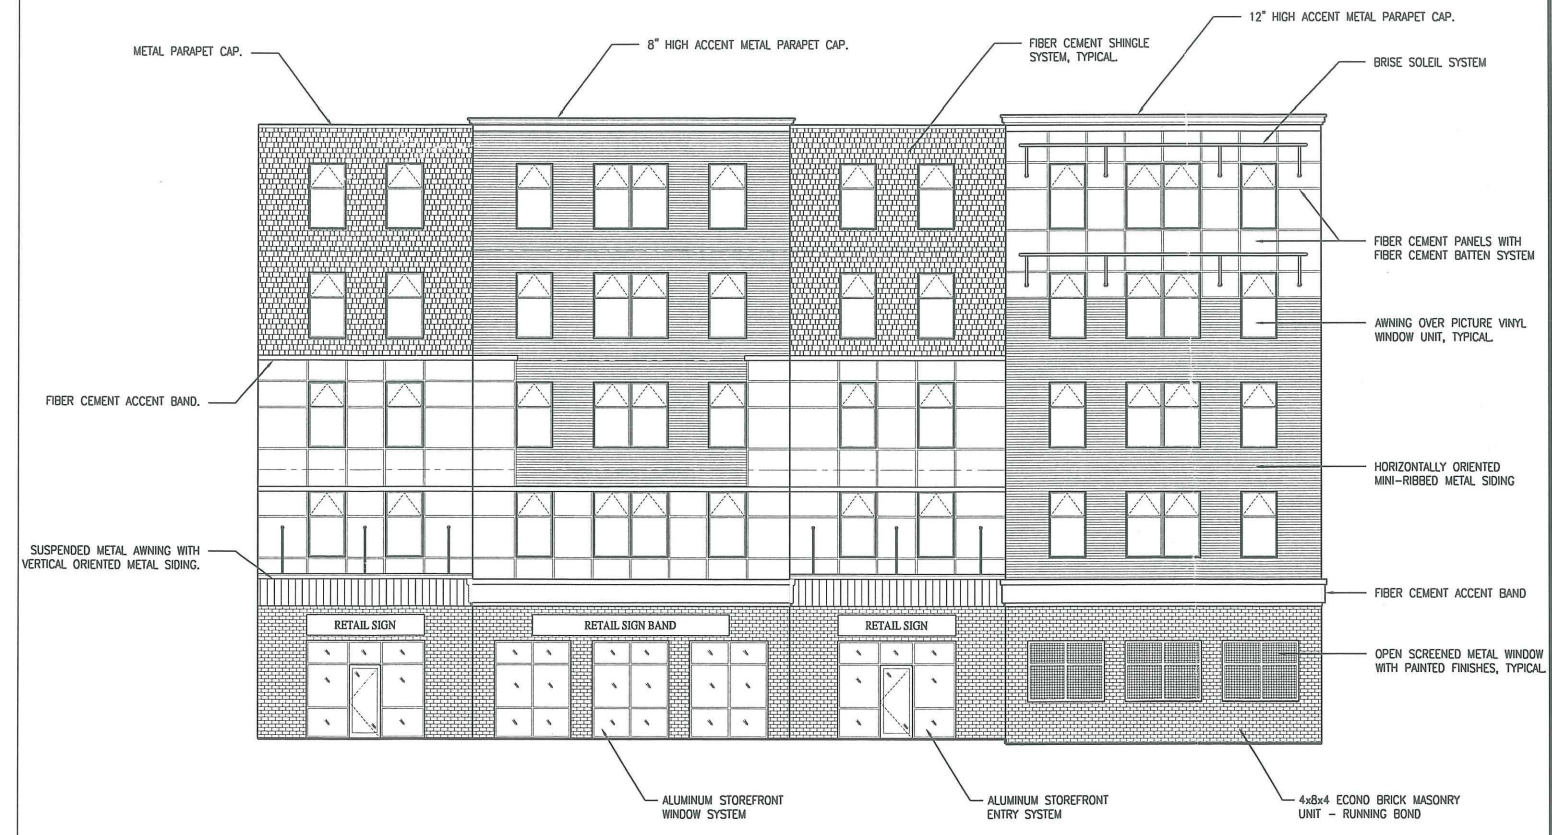 12" HIGH ACCENT METAL PARAPET CAP.
METAL PARAPET CAP.
8" HIGH ACCENT METAL PARAPET CAP.
FIBER CEMENT SHINGLE
SYSTEM, TYPICAL.
BRISE SOLEIL SYSTEM
FIBER CEMENT PANELS WITH
FIBER CEMENT BATTEN SYSTEM
AWNING OVER PICTURE VINYL
WINDOW UNIT, TYPICAL.
FIBER CEMENT ACCENT BAND.
HORIZONTALLY ORIENTED
MINI-RIBBED METAL SIDING
SUSPENDED METAL AWNING WITH
VERTICAL ORIENTED METAL SIDING.
FIBER CEMENT ACCENT BAND
RETAIL SIGN
RETAIL SIGN BAND
RETAIL SIGN
OPEN SCREENED METAL WINDOW
WITH PAINTED FINISHES, TYPICAL
ALUMINUM STOREFRONT
WINDOW SYSTEM
ALUMINUM STOREFRONT
ENTRY SYSTEM
4x8x4 ECONO BRICK MASONRY
UNIT - RUNNING BOND